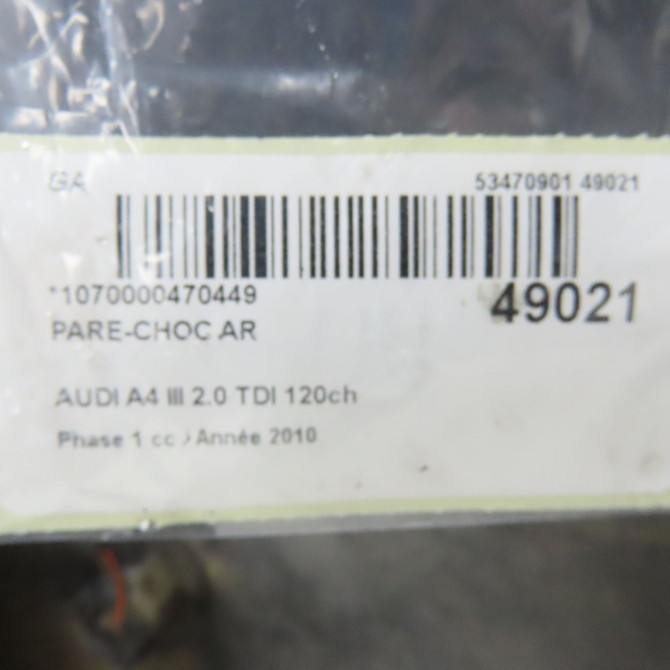 GA 53470901 49021
*1070000470449 49021
PARE-CHOC AR
AUDI A4 III 2.0 TDI 120ch
Phase 1 cc / Année 2010